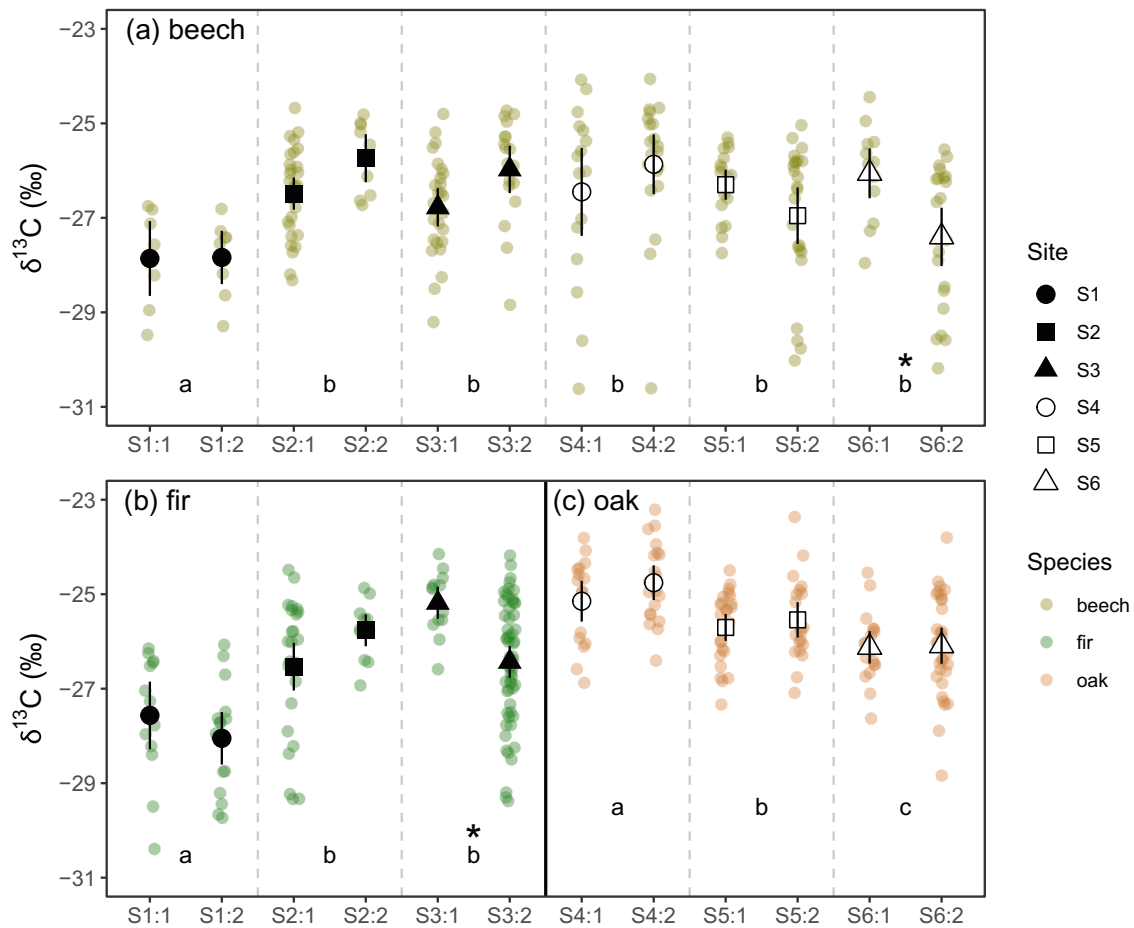 (a) beech
δ¹³C (‰)
−23
−25
−27
−29
−31
*
a b b b b b
S1:1 S1:2 S2:1 S2:2 S3:1 S3:2 S4:1 S4:2 S5:1 S5:2 S6:1 S6:2
(b) fir (c) oak
δ¹³C (‰)
−23
−25
−27
−29
−31
a b c
*
a b b
S1:1 S1:2 S2:1 S2:2 S3:1 S3:2 S4:1 S4:2 S5:1 S5:2 S6:1 S6:2
Site
S1
S2
S3
S4
S5
S6
Species
beech
fir
oak